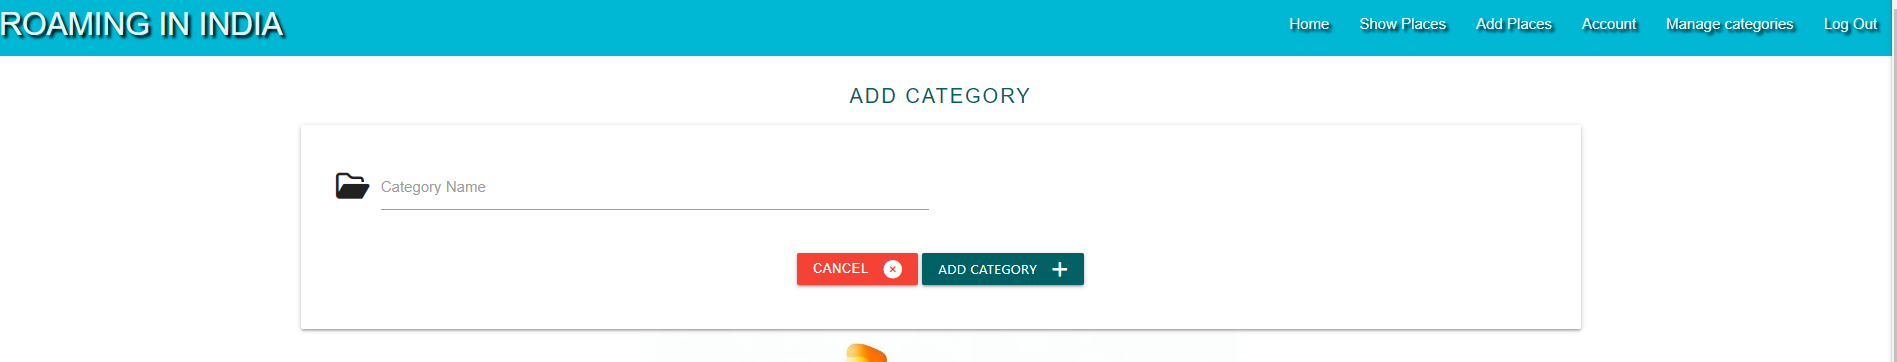 ROAMING IN INDIA
Home Show Places Add Places Account Manage categories Log Out
ADD CATEGORY
Category Name
CANCEL ADD CATEGORY